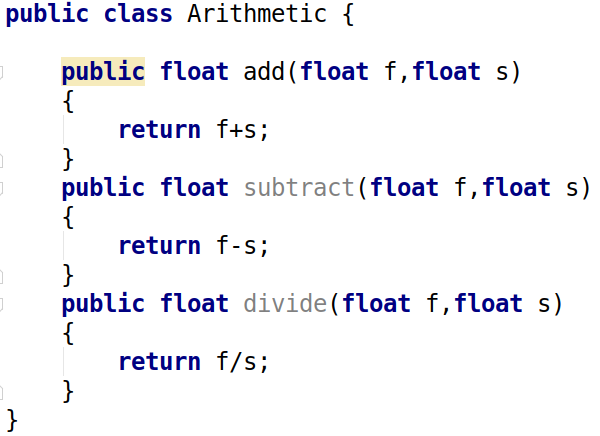 public class Arithmetic {
public float add(float f,float s)
{
return f+s;
}
public float subtract(float f,float s)
{
return f-s;
}
public float divide(float f,float s)
{
return f/s;
}
}